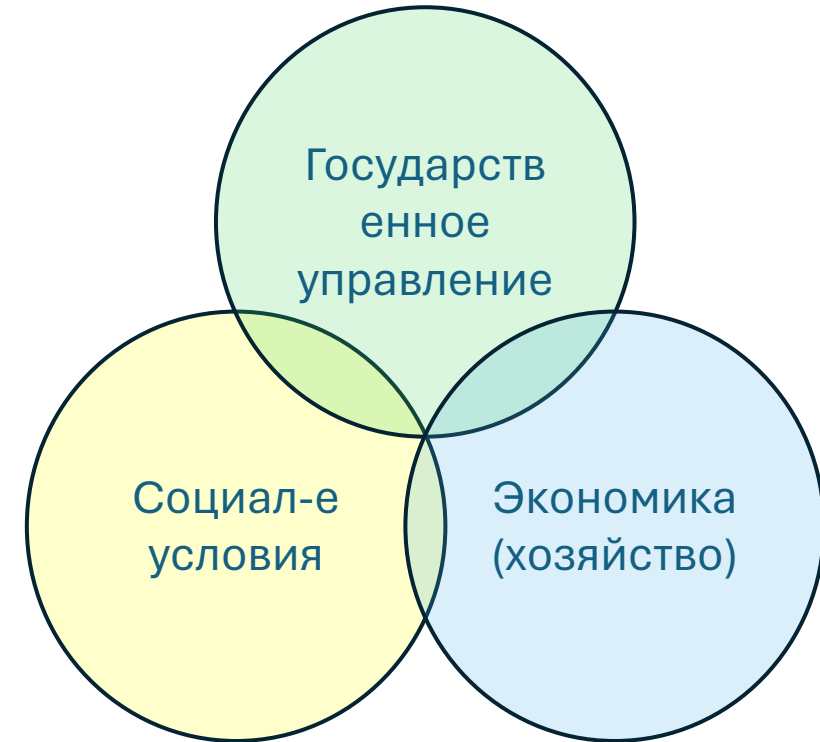 Государств
енное
управление
Социал-е
условия
Экономика
(хозяйство)